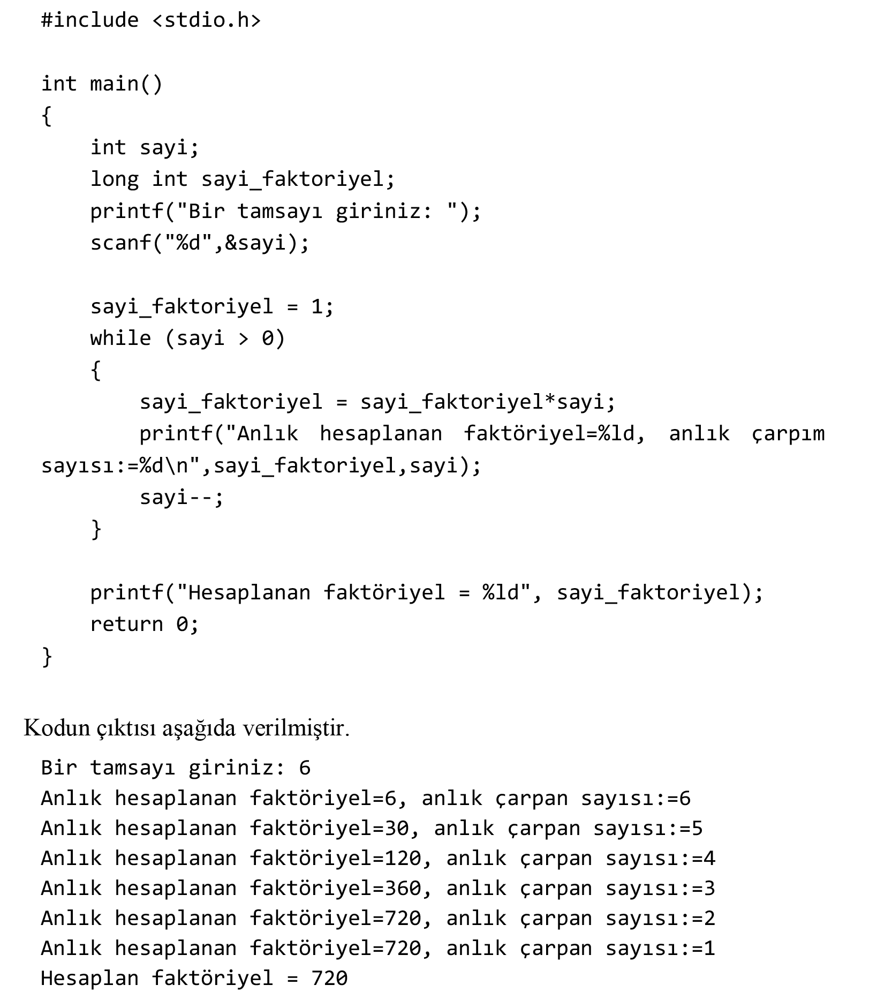 #include <stdio.h>
int main()
{
int sayi;
long int sayi_faktoriyel;
printf("Bir tamsayı giriniz: ");
scanf("%d",&sayi);
sayi_faktoriyel = 1;
while (sayi > 0)
{
sayi_faktoriyel = sayi_faktoriyel*sayi;
printf("Anlık hesaplanan faktöriyel=%ld, anlık çarpım
sayısı:=%d\n",sayi_faktoriyel,sayi);
sayi--;
}
printf("Hesaplanan faktöriyel = %ld", sayi_faktoriyel);
return 0;
}
Kodun çıktısı aşağıda verilmiştir.
Bir tamsayı giriniz: 6
Anlık hesaplanan faktöriyel=6, anlık çarpan sayısı:=6
Anlık hesaplanan faktöriyel=30, anlık çarpan sayısı:=5
Anlık hesaplanan faktöriyel=120, anlık çarpan sayısı:=4
Anlık hesaplanan faktöriyel=360, anlık çarpan sayısı:=3
Anlık hesaplanan faktöriyel=720, anlık çarpan sayısı:=2
Anlık hesaplanan faktöriyel=720, anlık çarpan sayısı:=1
Hesaplan faktöriyel = 720